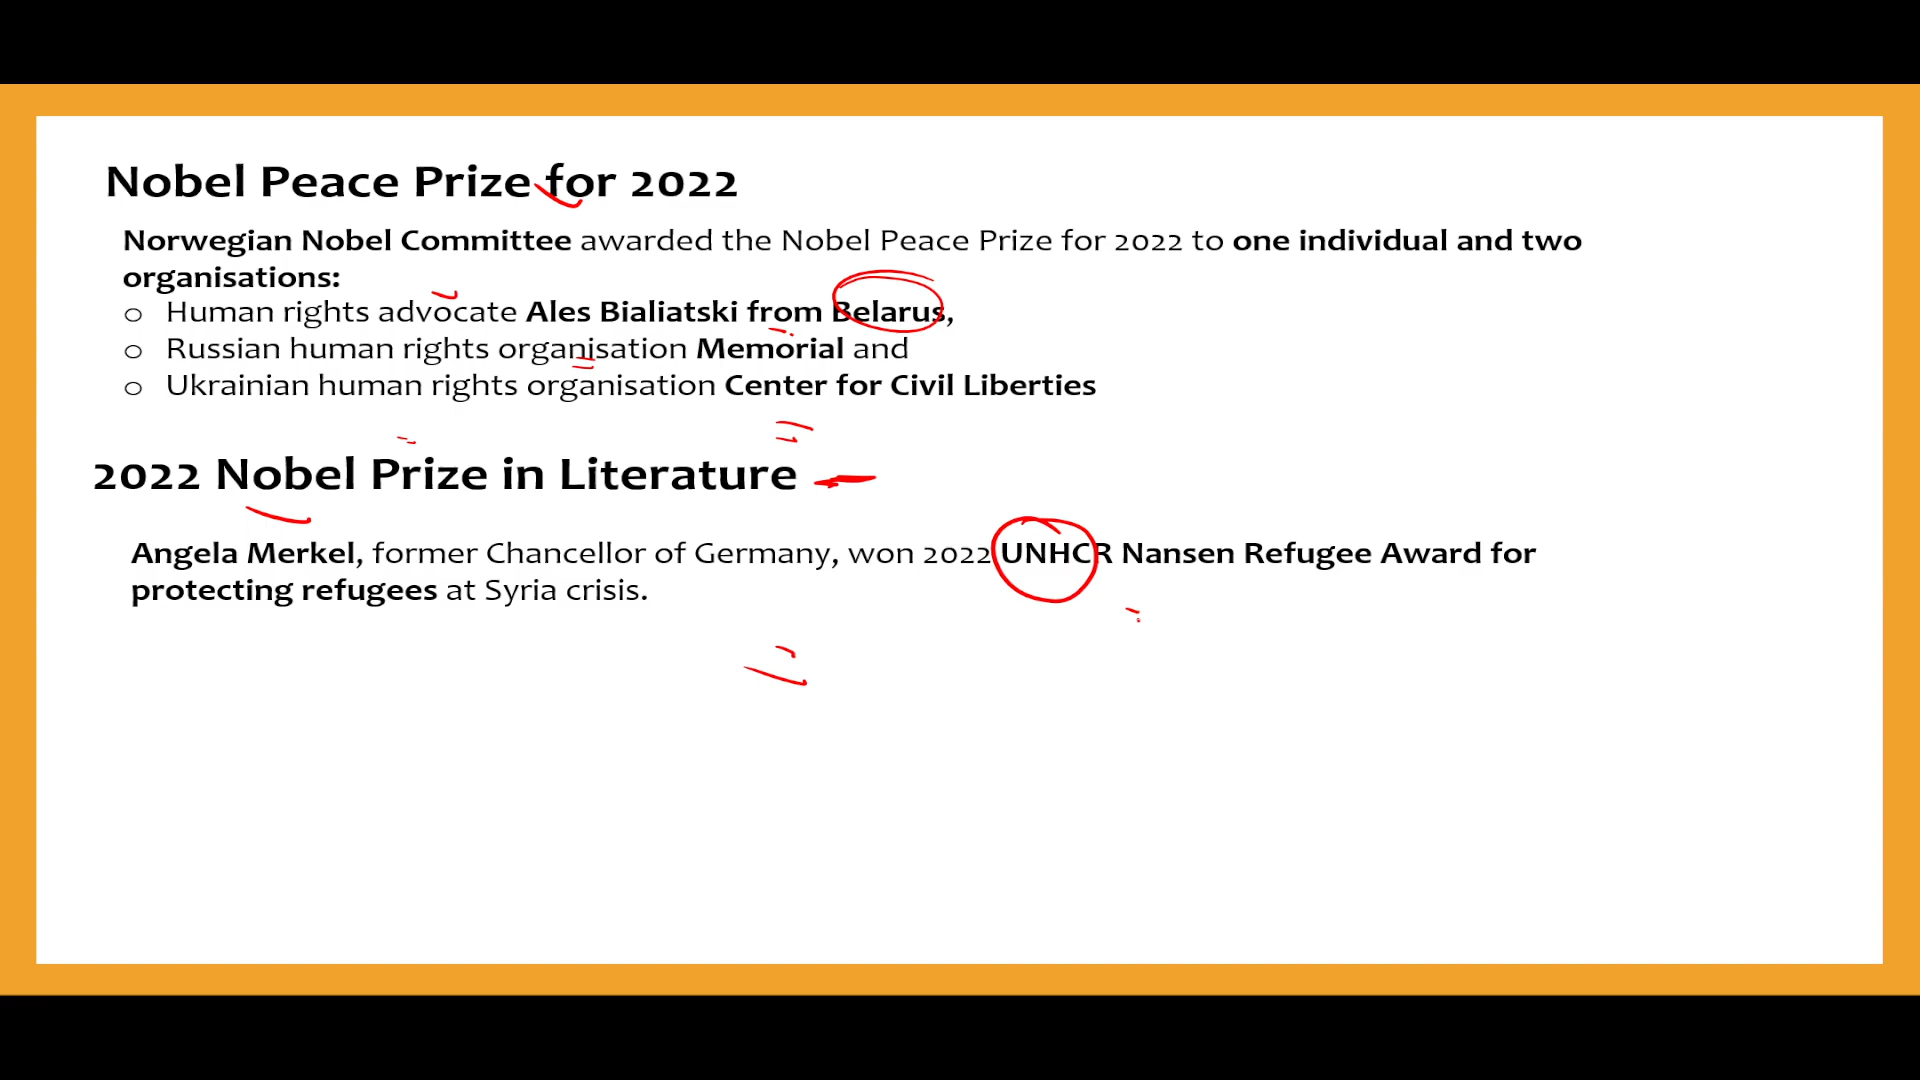 Nobel Peace Prize for 2022
Norwegian Nobel Committee awarded the Nobel Peace Prize for 2022 to one individual and two
organisations:
o Human rights advocate Ales Bialiatski from Belarus,
o Russian human rights organisation Memorial and
o Ukrainian human rights organisation Center for Civil Liberties
2022 Nobel Prize in Literature
Angela Merkel, former Chancellor of Germany, won 2022 UNHCR Nansen Refugee Award for
protecting refugees at Syria crisis.